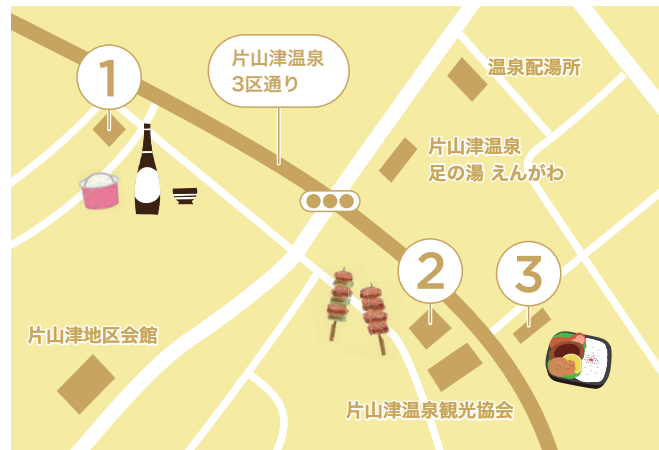 1
片山津温泉
3区通り
温泉配湯所
片山津温泉
足の湯 えんがわ
2
3
片山津地区会館
片山津温泉観光協会